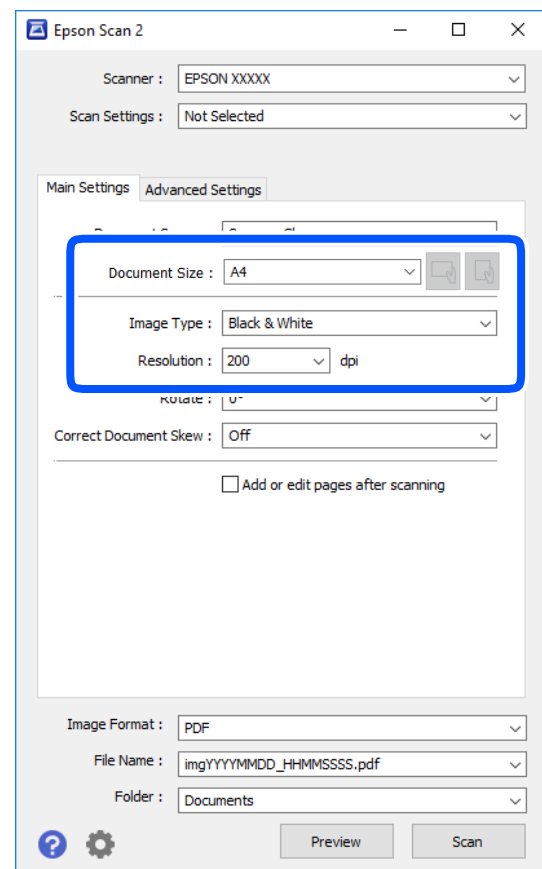 Epson Scan 2
Scanner : EPSON XXXXX
Scan Settings : Not Selected
Main Settings Advanced Settings
Document Size : A4
Image Type : Black & White
Resolution : 200 dpi
Rotate : 0°
Correct Document Skew : Off
Add or edit pages after scanning
Image Format : PDF
File Name : imgYYYYMMDD_HHMMSSSS.pdf
Folder : Documents
Preview Scan